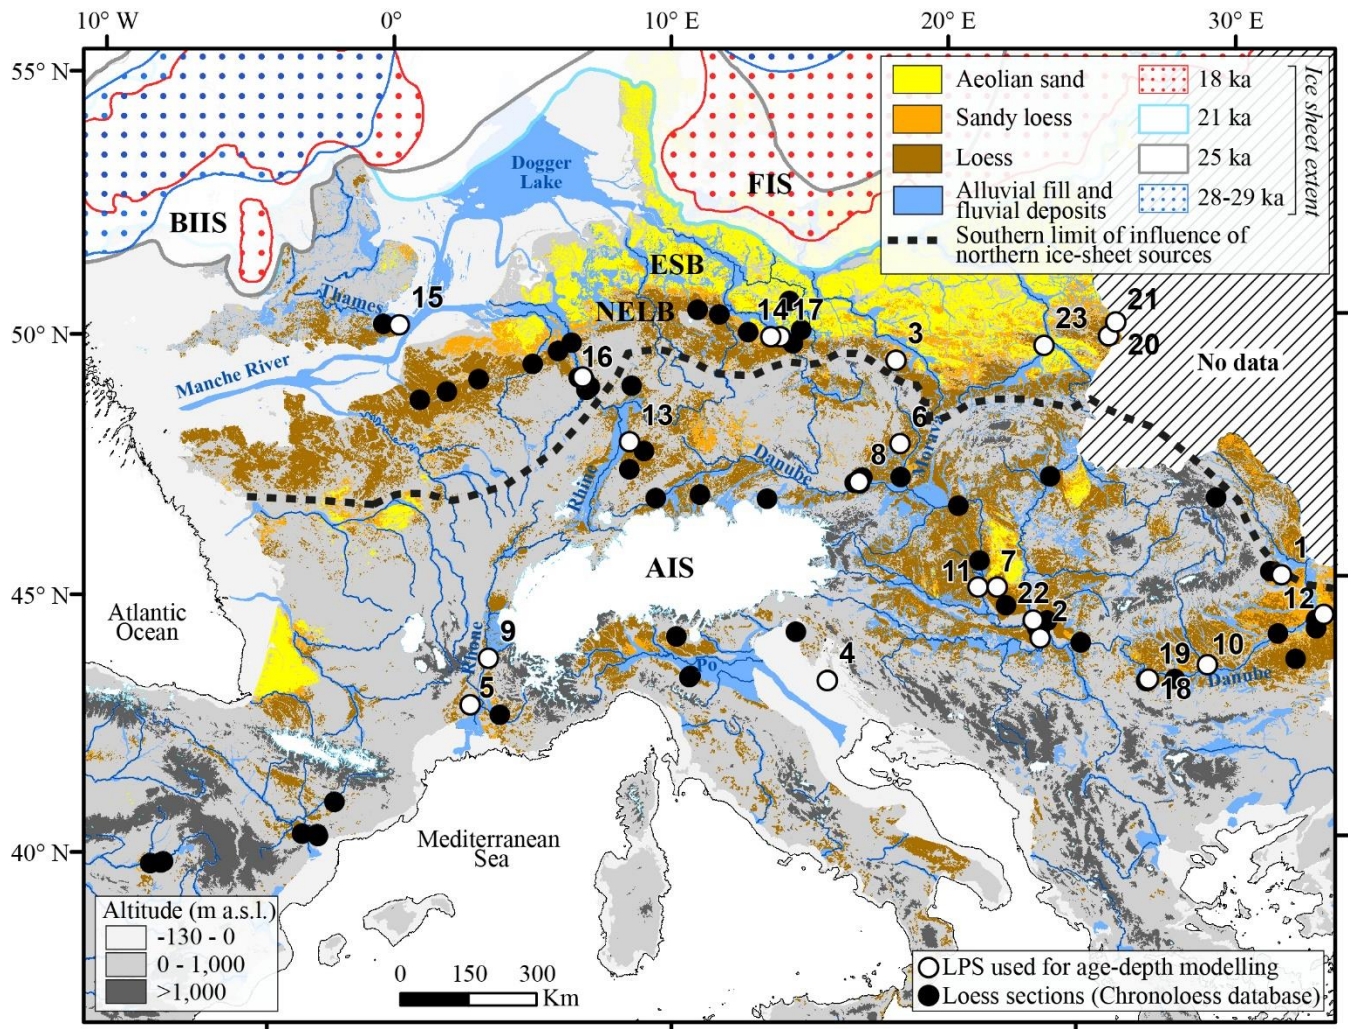 10° W
0°
10° E
20° E
30° E
55° N
50° N
45° N
40° N
Aeolian sand
Sandy loess
Loess
Alluvial fill and
fluvial deposits
Southern limit of influence of
northern ice-sheet sources
18 ka
21 ka
25 ka
28-29 ka
Ice sheet extent
No data
Dogger
Lake
FIS
BIIS
ESB
NELB
Thames
15
14
17
3
23
21
20
16
Manche River
13
6
8
Morava
Danube
Rhine
AIS
11
7
22
2
1
12
Atlantic
Ocean
9
Rhone
5
Po
4
19
18
10
Danube
Mediterranean
Sea
Altitude (m a.s.l.)
-130 - 0
0 - 1,000
>1,000
0
150
300
Km
LPS used for age-depth modelling
Loess sections (Chronoloess database)